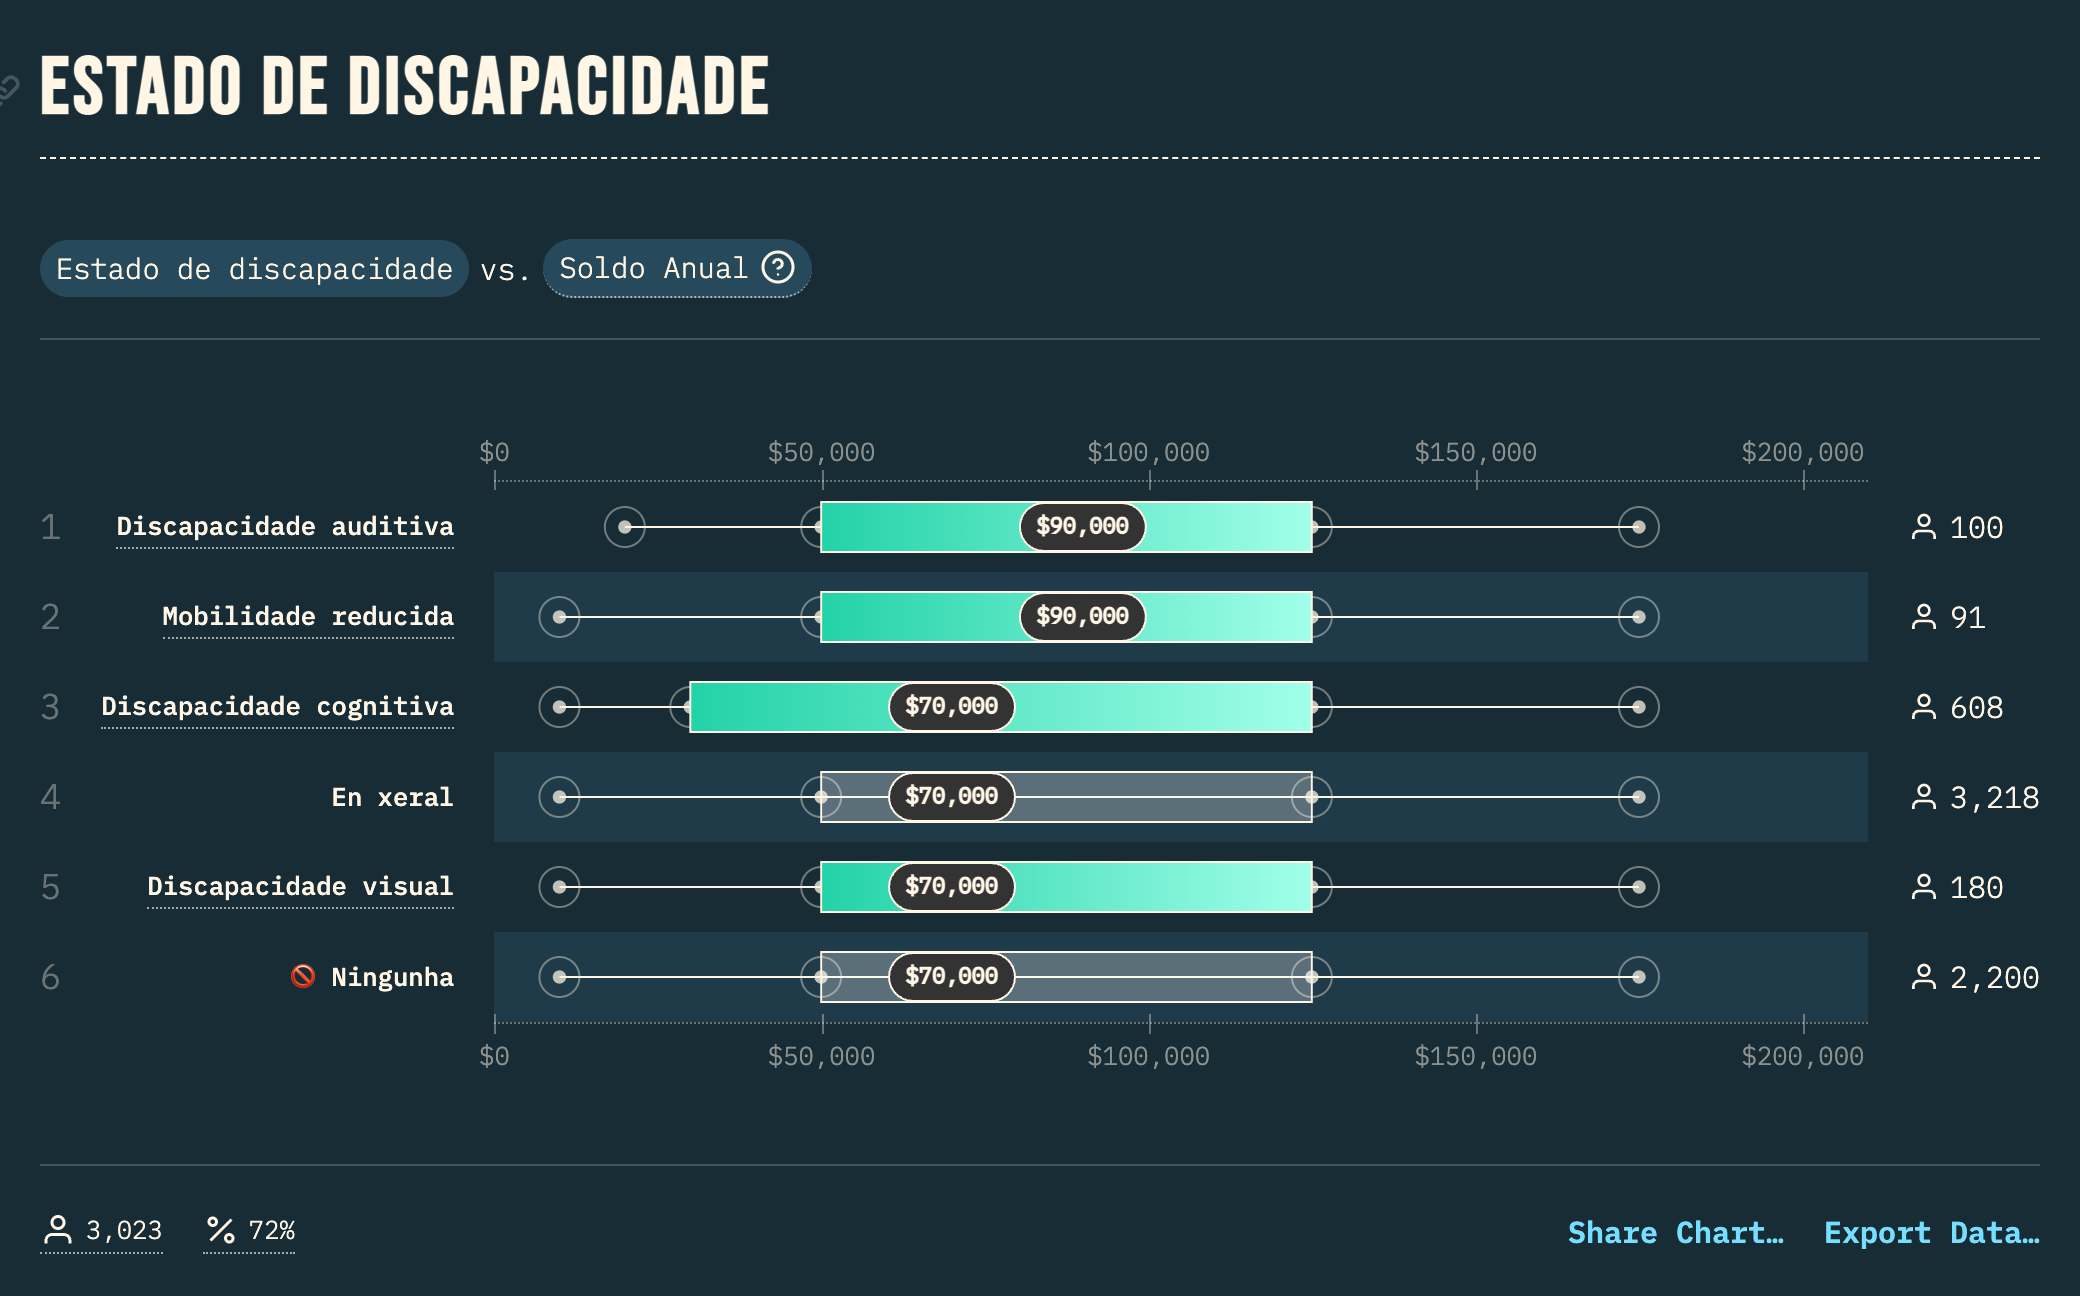 ESTADO DE DISCAPACIDADE
Estado de discapacidade vs. Soldo Anual ?
$0 $50,000 $100,000 $150,000 $200,000
1 Discapacidade auditiva $90,000 100
2 Mobilidade reducida $90,000 91
3 Discapacidade cognitiva $70,000 608
4 En xeral $70,000 3,218
5 Discapacidade visual $70,000 180
6 🚫 Ningunha $70,000 2,200
$0 $50,000 $100,000 $150,000 $200,000
3,023 % 72% Share Chart… Export Data…